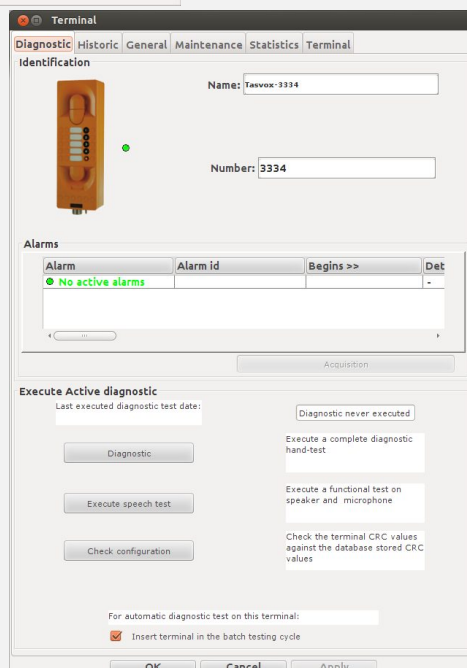 Terminal
Diagnostic Historic General Maintenance Statistics Terminal
Identification
Name: Tasvox-3334
Number: 3334
Alarms
Alarm Alarm id Begins >> Det
No active alarms -
Acquisition
Execute Active diagnostic
Last executed diagnostic test date: Diagnostic never executed
Diagnostic
Execute a complete diagnostic
hand-test
Execute speech test
Execute a functional test on
speaker and microphone
Check configuration
Check the terminal CRC values
against the database stored CRC
values
For automatic diagnostic test on this terminal:
Insert terminal in the batch testing cycle
OK Cancel Apply